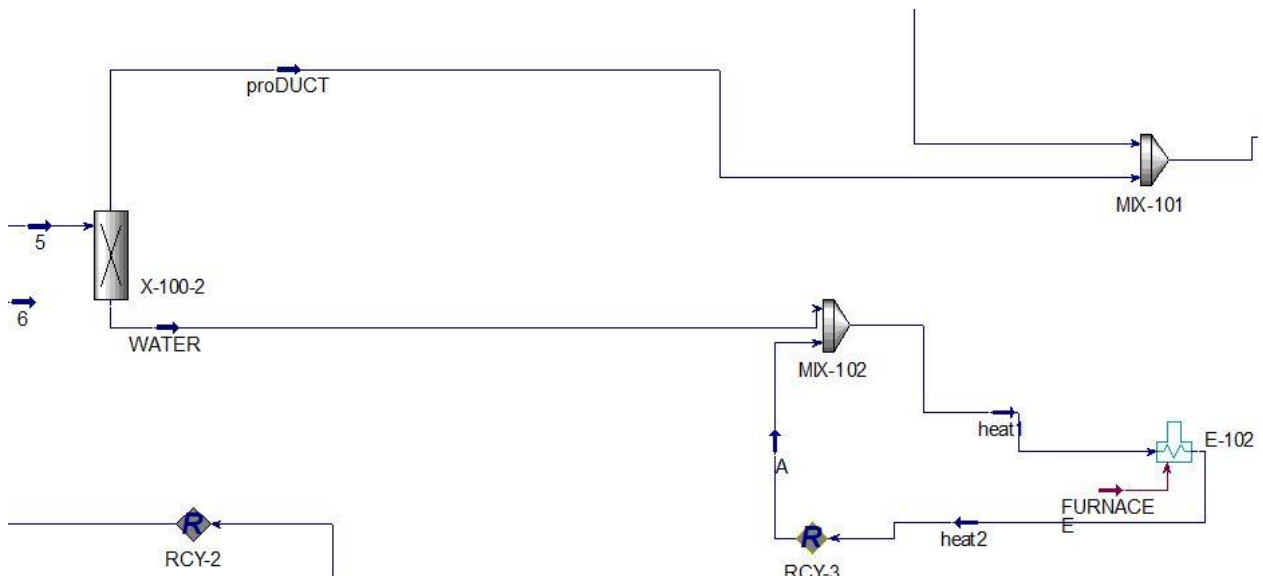 proDUCT
MIX-101
5
X-100-2
6
WATER
MIX-102
heat1
E-102
A
FURNACE
E
heat2
R
RCY-2
R
RCY-3